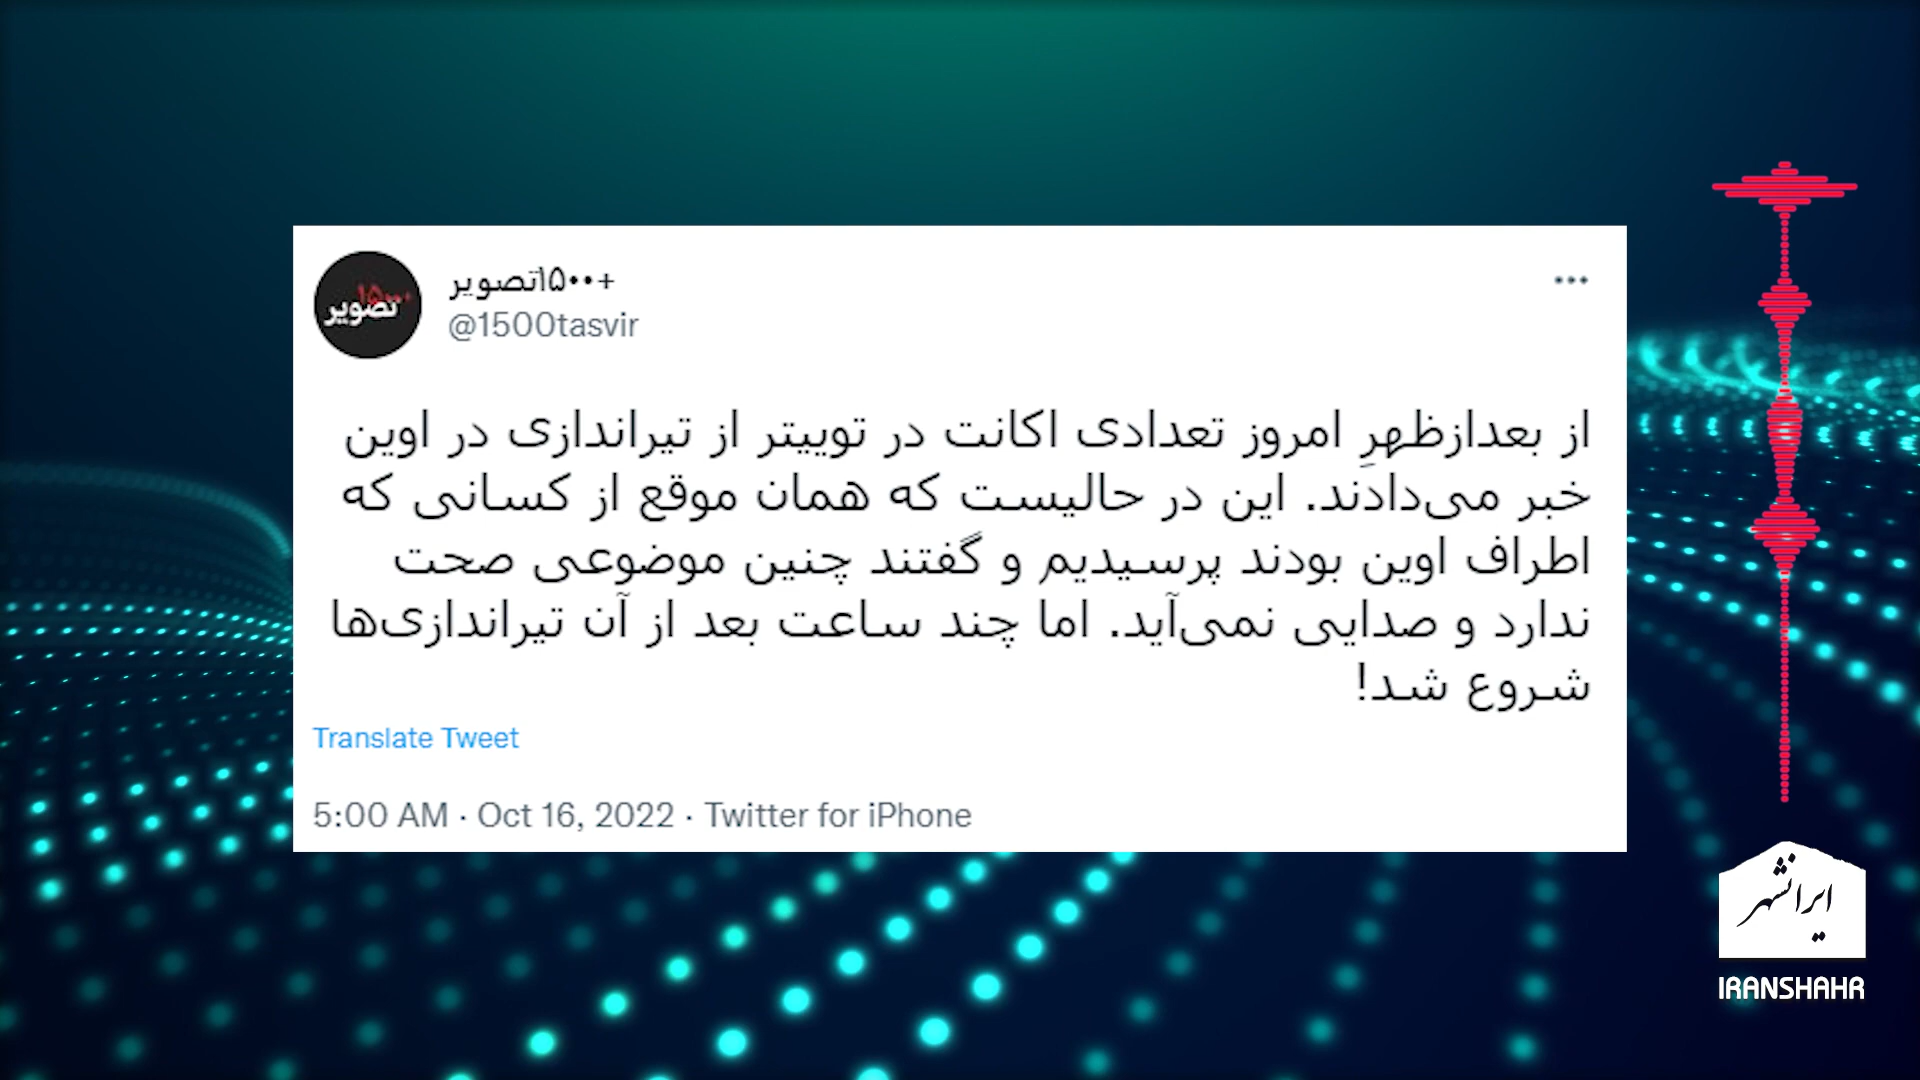 +۱۵۰۰تصویر
@1500tasvir
۱۵۰۰+
تصویر
از بعدازظهرِ امروز تعدادی اکانت در توییتر از تیراندازی در اوین
خبر می‌دادند. این در حالیست که همان موقع از کسانی که
اطراف اوین بودند پرسیدیم و گفتند چنین موضوعی صحت
ندارد و صدایی نمی‌آید. اما چند ساعت بعد از آن تیراندازی‌ها
شروع شد!
Translate Tweet
5:00 AM · Oct 16, 2022 · Twitter for iPhone
ایرانشهر
IRANSHAHR